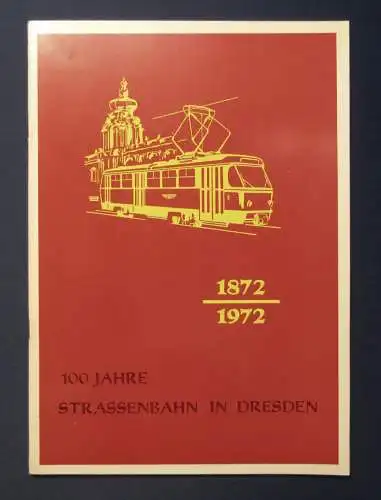 1872
1972
100 JAHRE
STRASSENBAHN IN DRESDEN